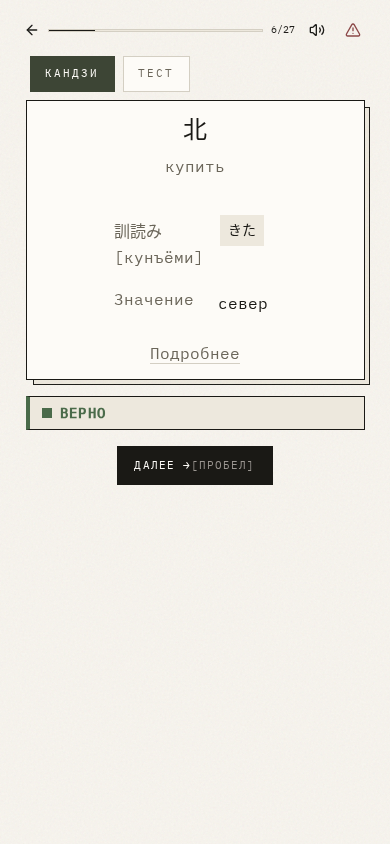 6/27
КАНДЗИ ТЕСТ
北
купить
訓読み きた
[кунъёми]
Значение север
Подробнее
ВЕРНО
ДАЛЕЕ →[ПРОБЕЛ]